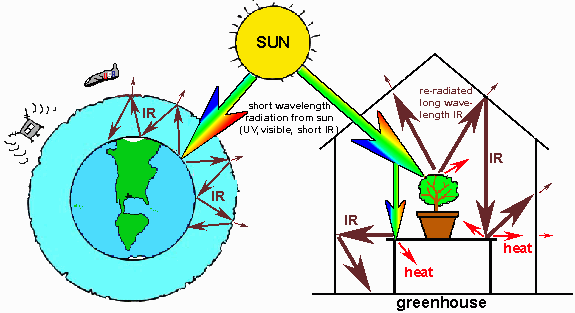 SUN
short wavelength
radiation from sun
(UV, visible, short IR)
IR
IR
re-radiated
long wave-
length IR
IR
IR
heat
heat
heat
greenhouse